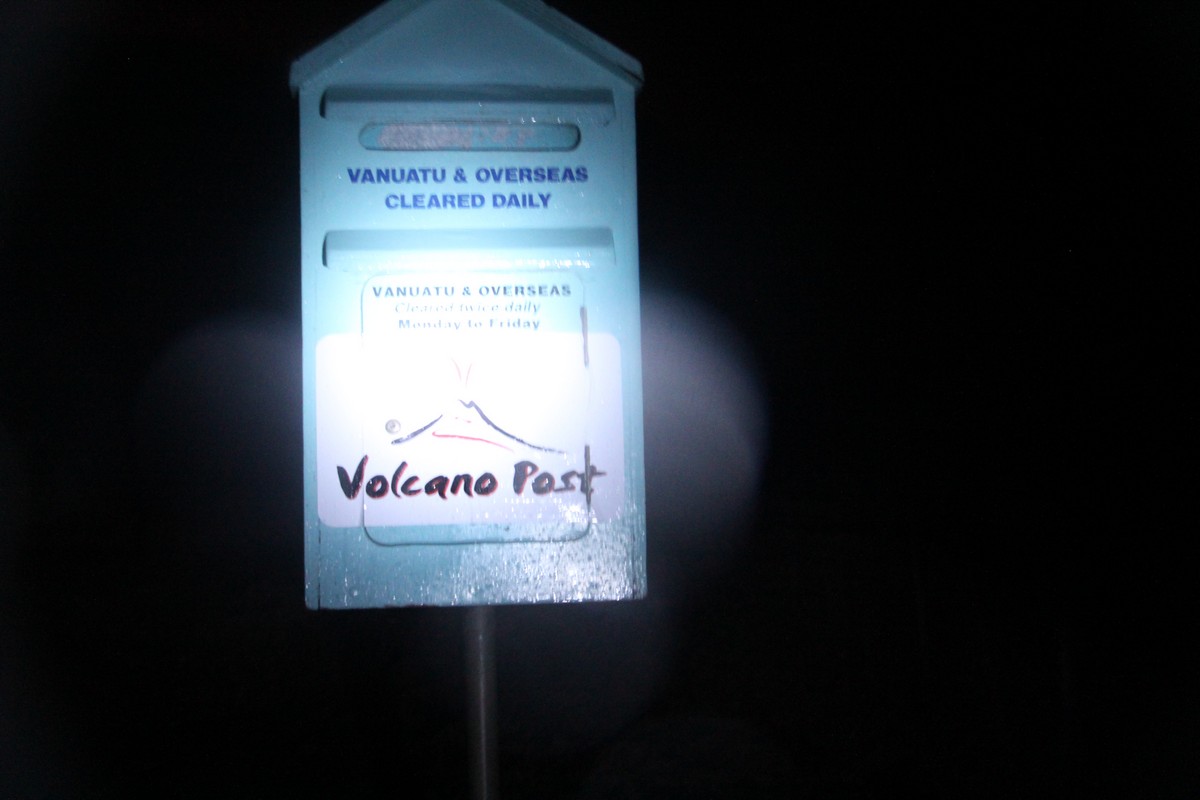 VANUATU & OVERSEAS
CLEARED DAILY
VANUATU & OVERSEAS
Cleared twice daily
Monday to Friday
Volcano Post